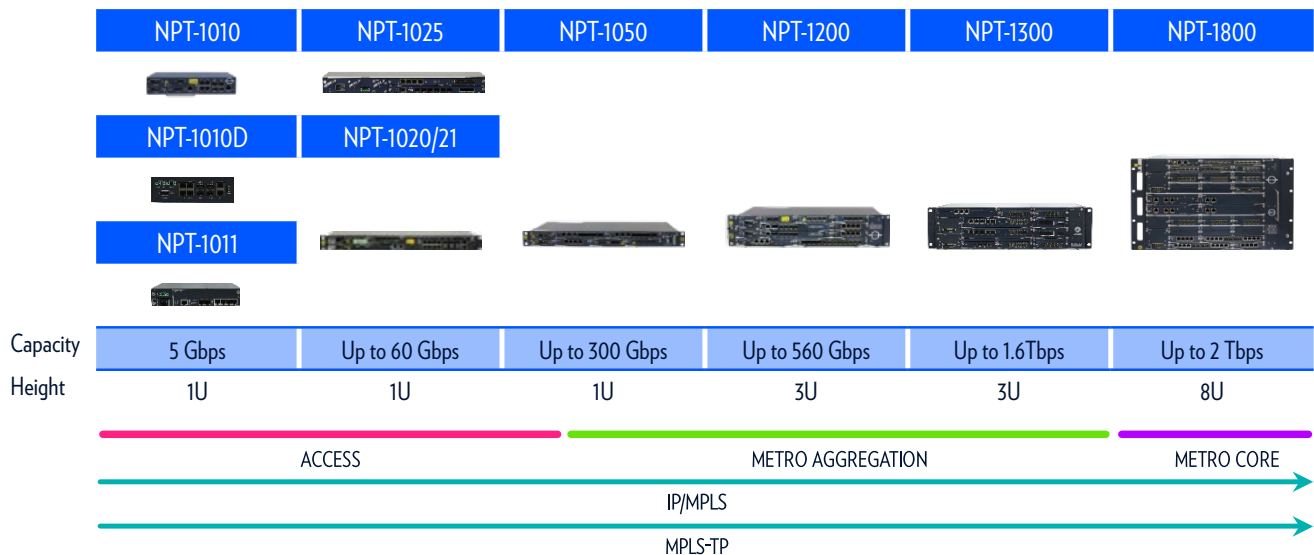 NPT-1010 NPT-1025 NPT-1050 NPT-1200 NPT-1300 NPT-1800
NPT-1010D NPT-1020/21
NPT-1011
Capacity 5 Gbps Up to 60 Gbps Up to 300 Gbps Up to 560 Gbps Up to 1.6Tbps Up to 2 Tbps
Height 1U 1U 1U 3U 3U 8U
ACCESS METRO AGGREGATION METRO CORE
IP/MPLS
MPLS-TP